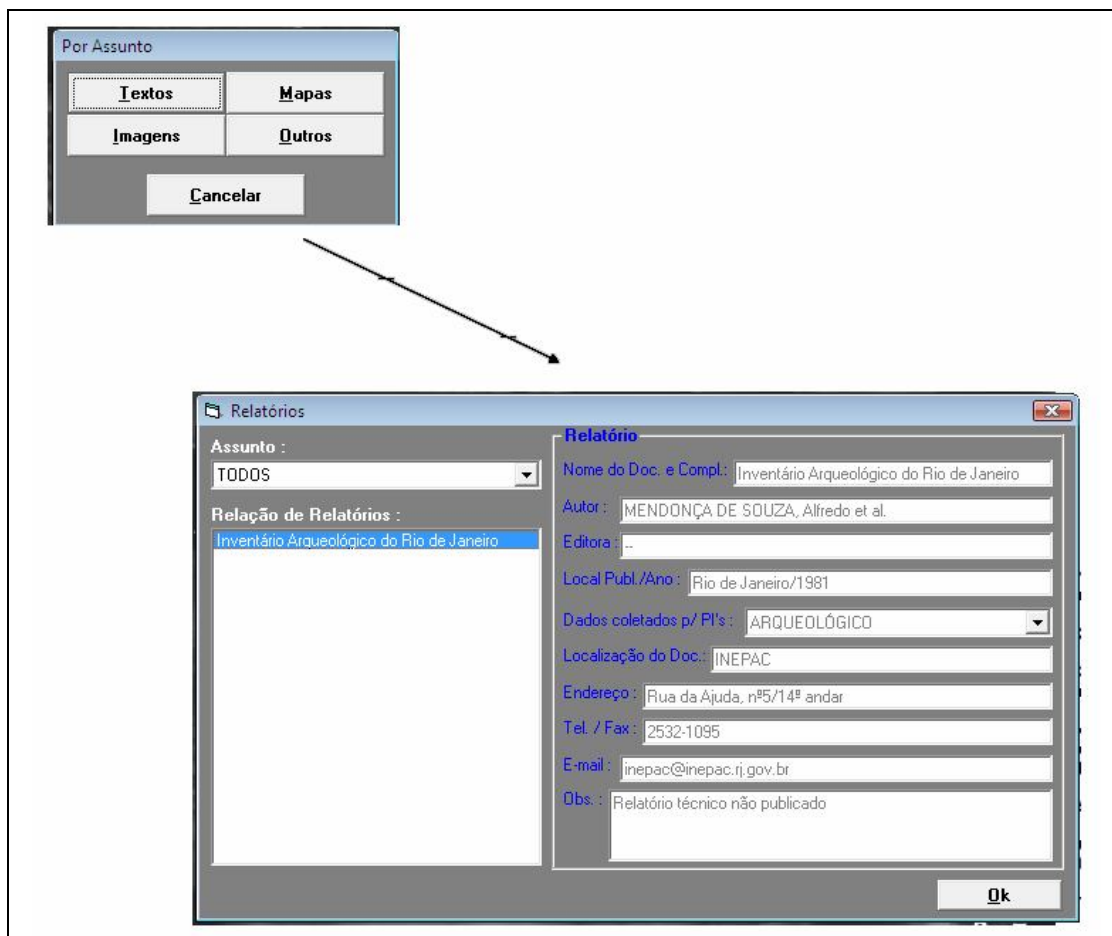 Por Assunto
Textos Mapas
Imagens Outros
Cancelar
Relatórios
Assunto :
TODOS
Relação de Relatórios :
Inventário Arqueológico do Rio de Janeiro
Relatório
Nome do Doc. e Compl.: Inventário Arqueológico do Rio de Janeiro
Autor : MENDONÇA DE SOUZA, Alfredo et al.
Editora : --
Local Publ./Ano : Rio de Janeiro/1981
Dados coletados p/ PI's : ARQUEOLÓGICO
Localização do Doc.: INEPAC
Endereço : Rua da Ajuda, nº5/14º andar
Tel. / Fax : 2532-1095
E-mail : inepac@inepac.rj.gov.br
Obs. : Relatório técnico não publicado
Ok